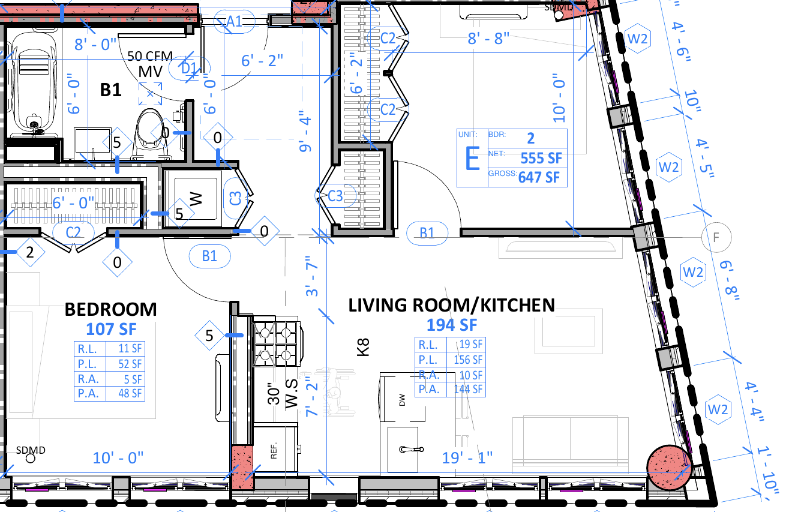 SDMD
A1
8' - 0"
50 CFM
MV
D1
B1
6' - 0"
6' - 0"
6' - 2"
9' - 4"
C2
6' - 2"
C2
8' - 8"
10' - 0"
W2
4' - 6"
10"
UNIT:
E
BDR: 2
NET: 555 SF
GROSS: 647 SF
4' - 5"
W2
5
0
0
W
C3
C3
6' - 0"
5
C2
2
0
0
B1
B1
F
W2
6' - 8"
3' - 7"
BEDROOM
107 SF
R.L. 11 SF
P.L. 52 SF
R.A. 5 SF
P.A. 48 SF
5
LIVING ROOM/KITCHEN
194 SF
R.L. 19 SF
P.L. 156 SF
R.A. 10 SF
P.A. 144 SF
K8
30"
W.S
7' - 2"
DW
REF.
W2
4' - 4"
1' - 10"
SDMD
10' - 0"
19' - 1"